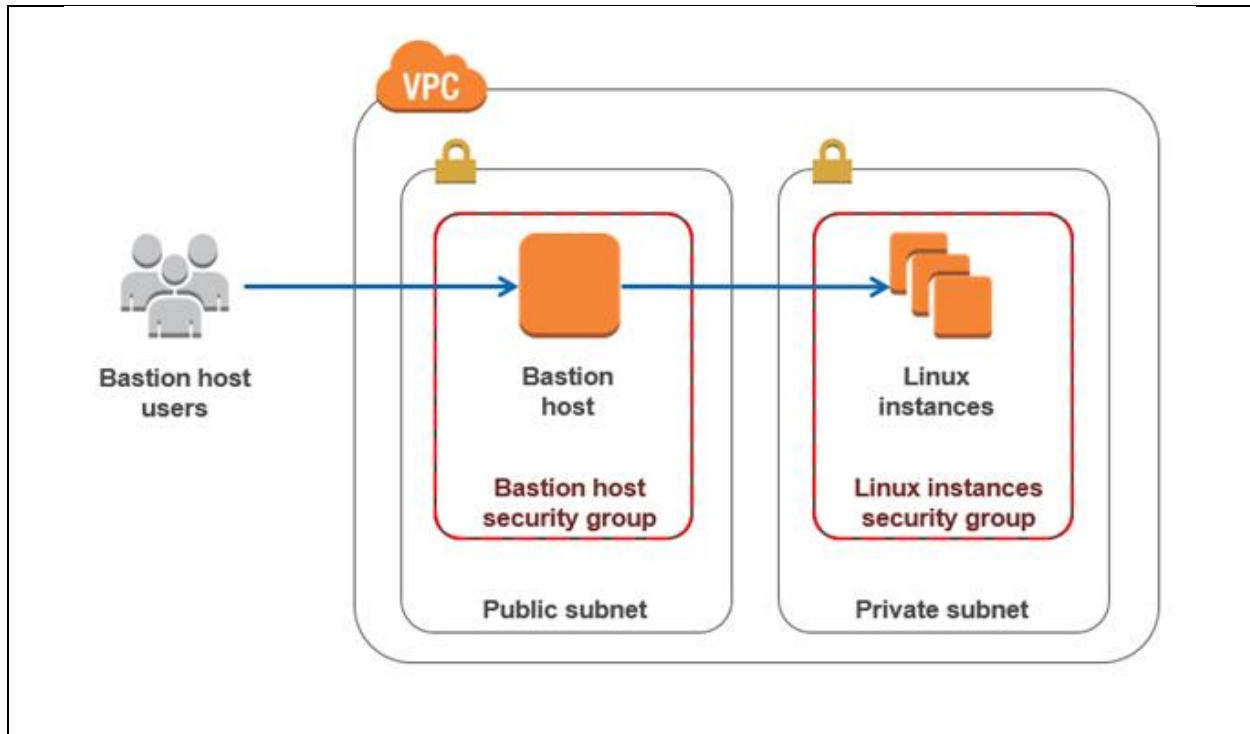 VPC
Bastion host
users
Bastion
host
Linux
instances
Bastion host
security group
Linux instances
security group
Public subnet
Private subnet